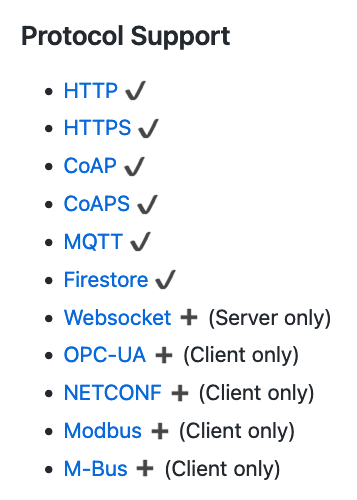 Protocol Support
• HTTP ✔️
• HTTPS ✔️
• CoAP ✔️
• CoAPS ✔️
• MQTT ✔️
• Firestore ✔️
• Websocket ➕ (Server only)
• OPC-UA ➕ (Client only)
• NETCONF ➕ (Client only)
• Modbus ➕ (Client only)
• M-Bus ➕ (Client only)